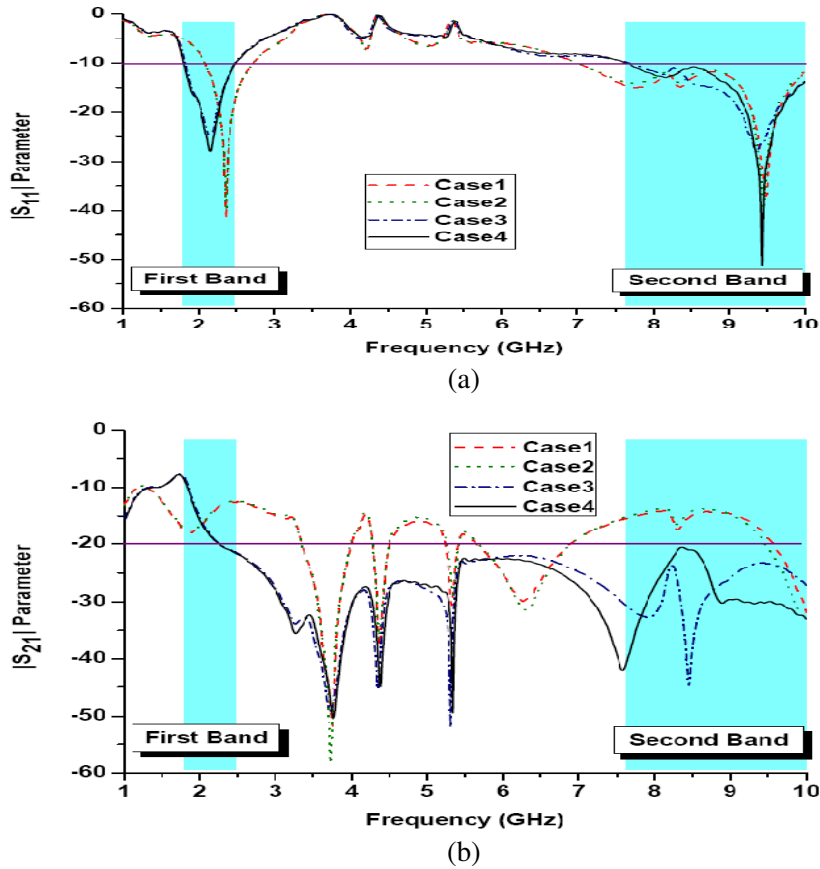 0
-10
-20
-30
-40
-50
-60
|S11| Parameter
Case1
Case2
Case3
Case4
First Band
Second Band
1 2 3 4 5 6 7 8 9 10
Frequency (GHz)
(a)
0
-10
-20
-30
-40
-50
-60
|S21| Parameter
Case1
Case2
Case3
Case4
First Band
Second Band
1 2 3 4 5 6 7 8 9 10
Frequency (GHz)
(b)